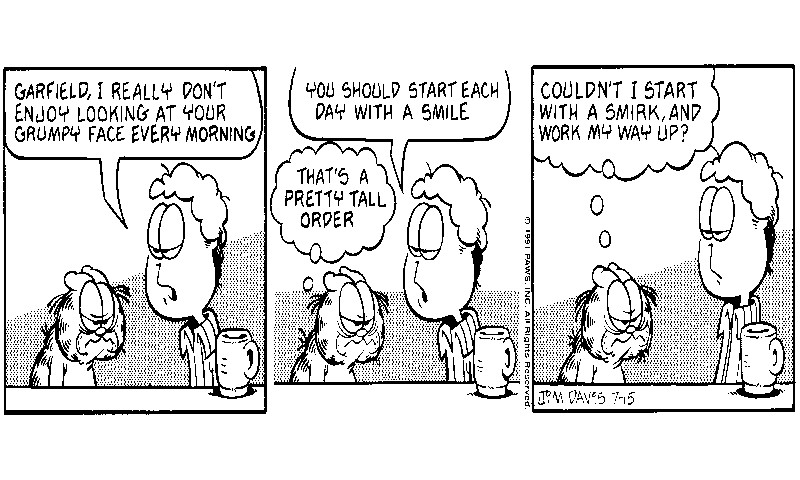 GARFIELD, I REALLY DON'T
ENJOY LOOKING AT YOUR
GRUMPY FACE EVERY MORNING
YOU SHOULD START EACH
DAY WITH A SMILE
THAT'S A
PRETTY TALL
ORDER
© 1991 PAWS, INC. All Rights Reserved.
COULDN'T I START
WITH A SMIRK, AND
WORK MY WAY UP?
JIM DAVIS 7-15